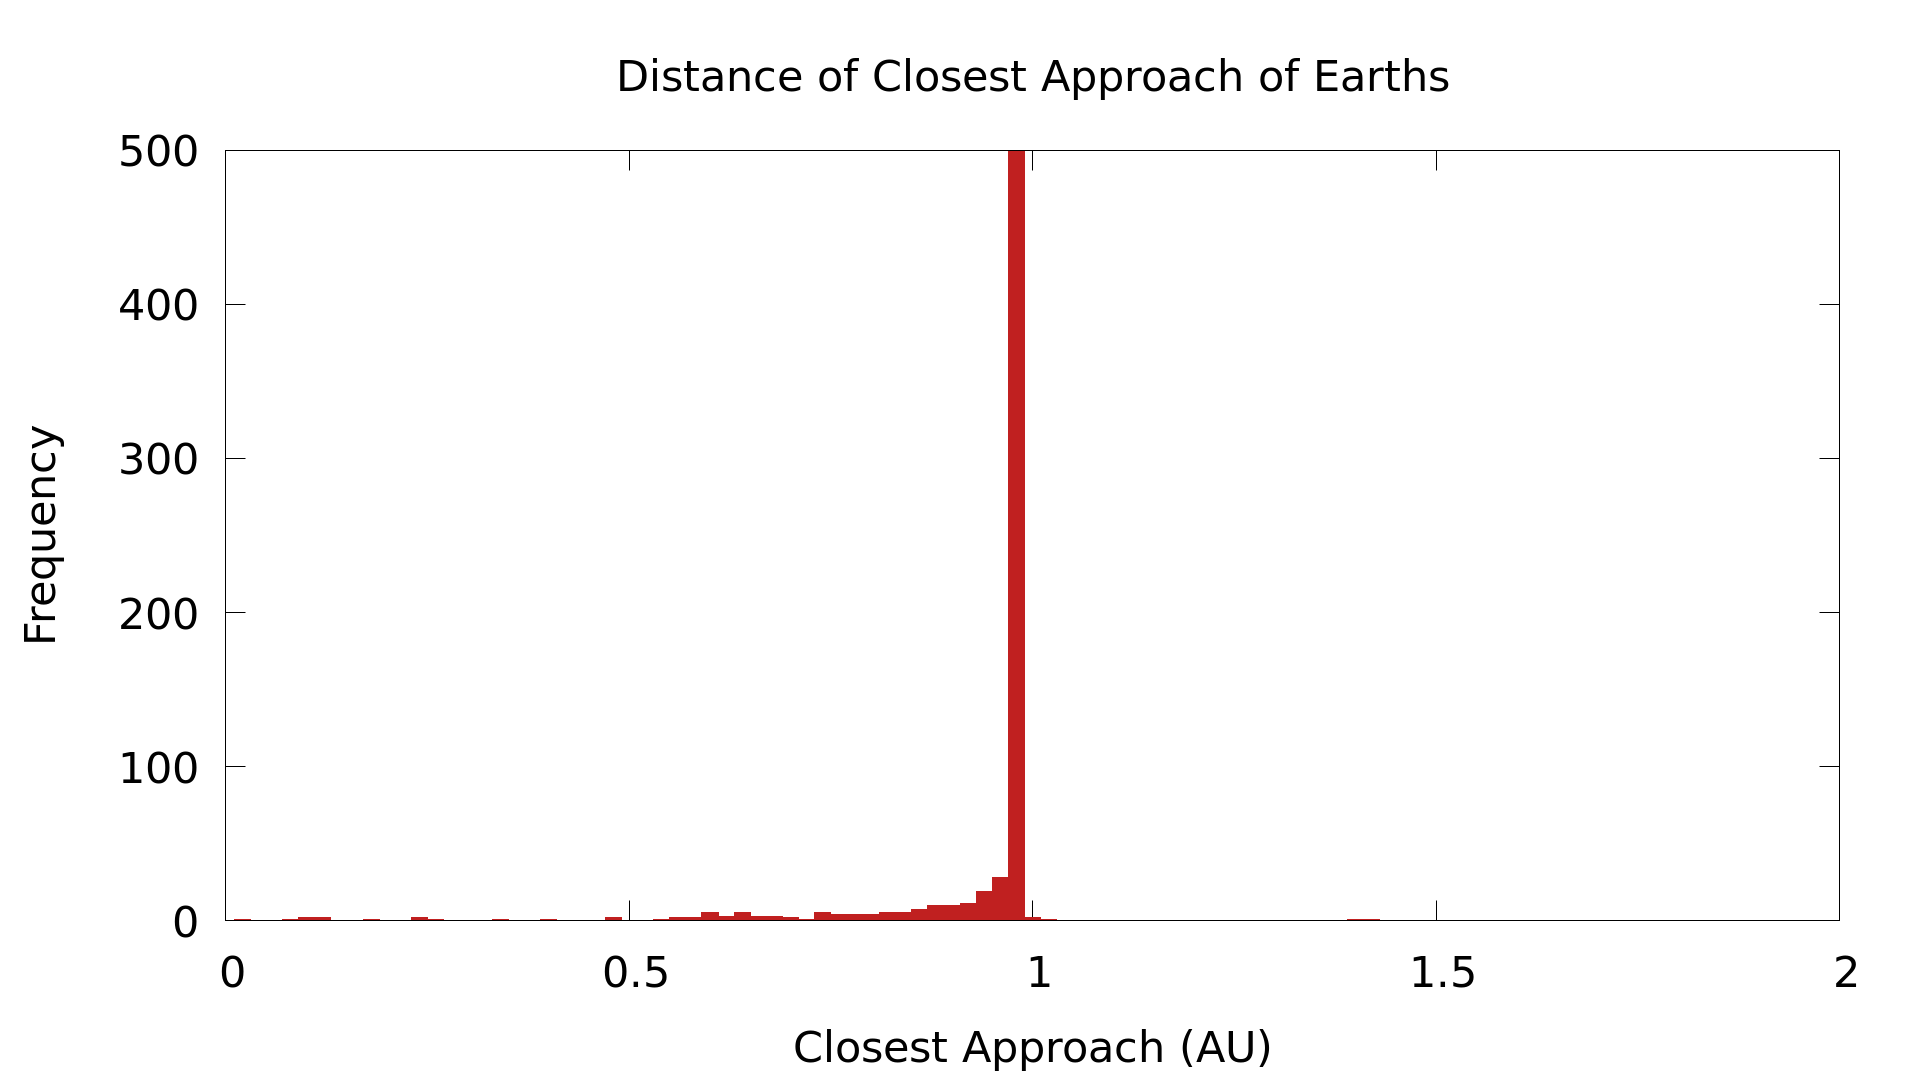 Distance of Closest Approach of Earths
500
400
300
200
100
0
Frequency
0 0.5 1 1.5 2
Closest Approach (AU)